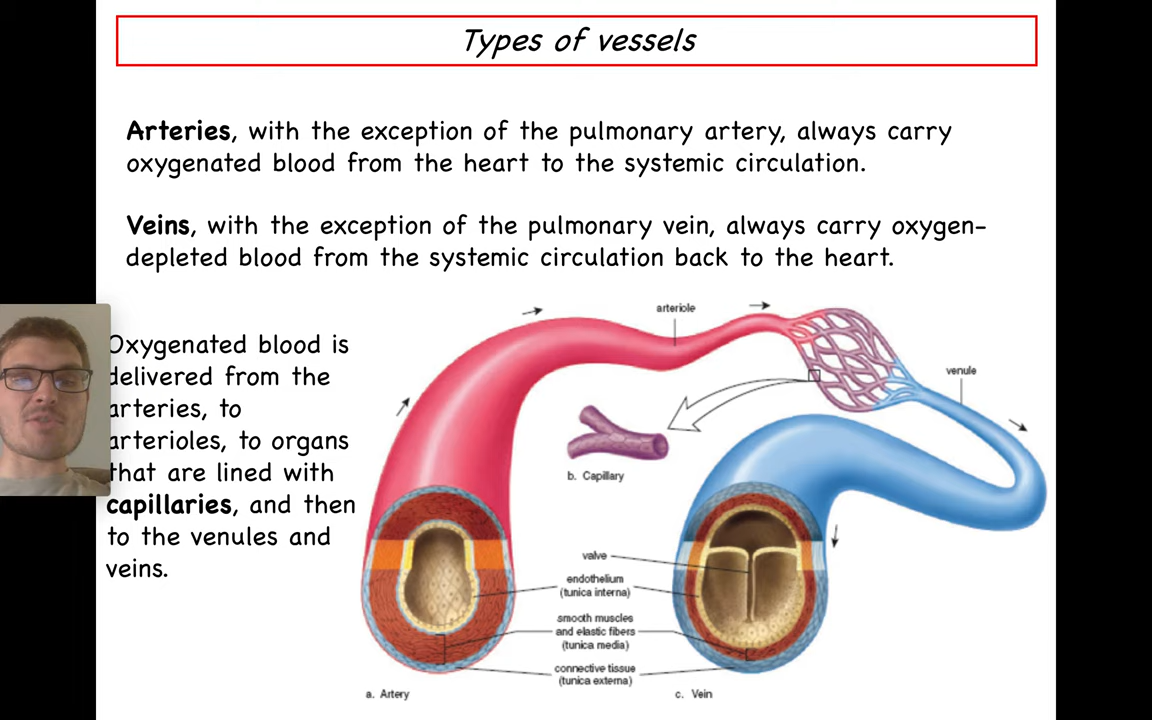 Types of vessels
Arteries, with the exception of the pulmonary artery, always carry
oxygenated blood from the heart to the systemic circulation.
Veins, with the exception of the pulmonary vein, always carry oxygen-
depleted blood from the systemic circulation back to the heart.
Oxygenated blood is
delivered from the
arteries, to
arterioles, to organs
that are lined with
capillaries, and then
to the venules and
veins.
arteriole
venule
b. Capillary
valve
endothelium
(tunica interna)
smooth muscles
and elastic fibers
(tunica media)
connective tissue
(tunica externa)
a. Artery
c. Vein